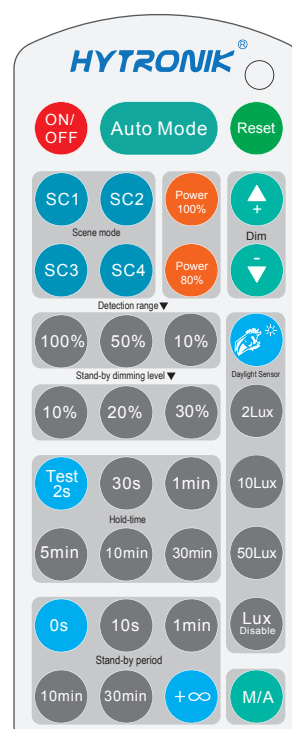 HYTRONIK®
ON/
OFF
Auto Mode
Reset
SC1
SC2
Power
100%
+
Scene mode
Dim
SC3
SC4
Power
80%
-
Detection range▼
100%
50%
10%
Stand-by dimming level▼
Daylight Sensor
10%
20%
30%
2Lux
Test
2s
30s
1min
10Lux
Hold-time
5min
10min
30min
50Lux
0s
10s
1min
Lux
Disable
Stand-by period
10min
30min
+∞
M/A